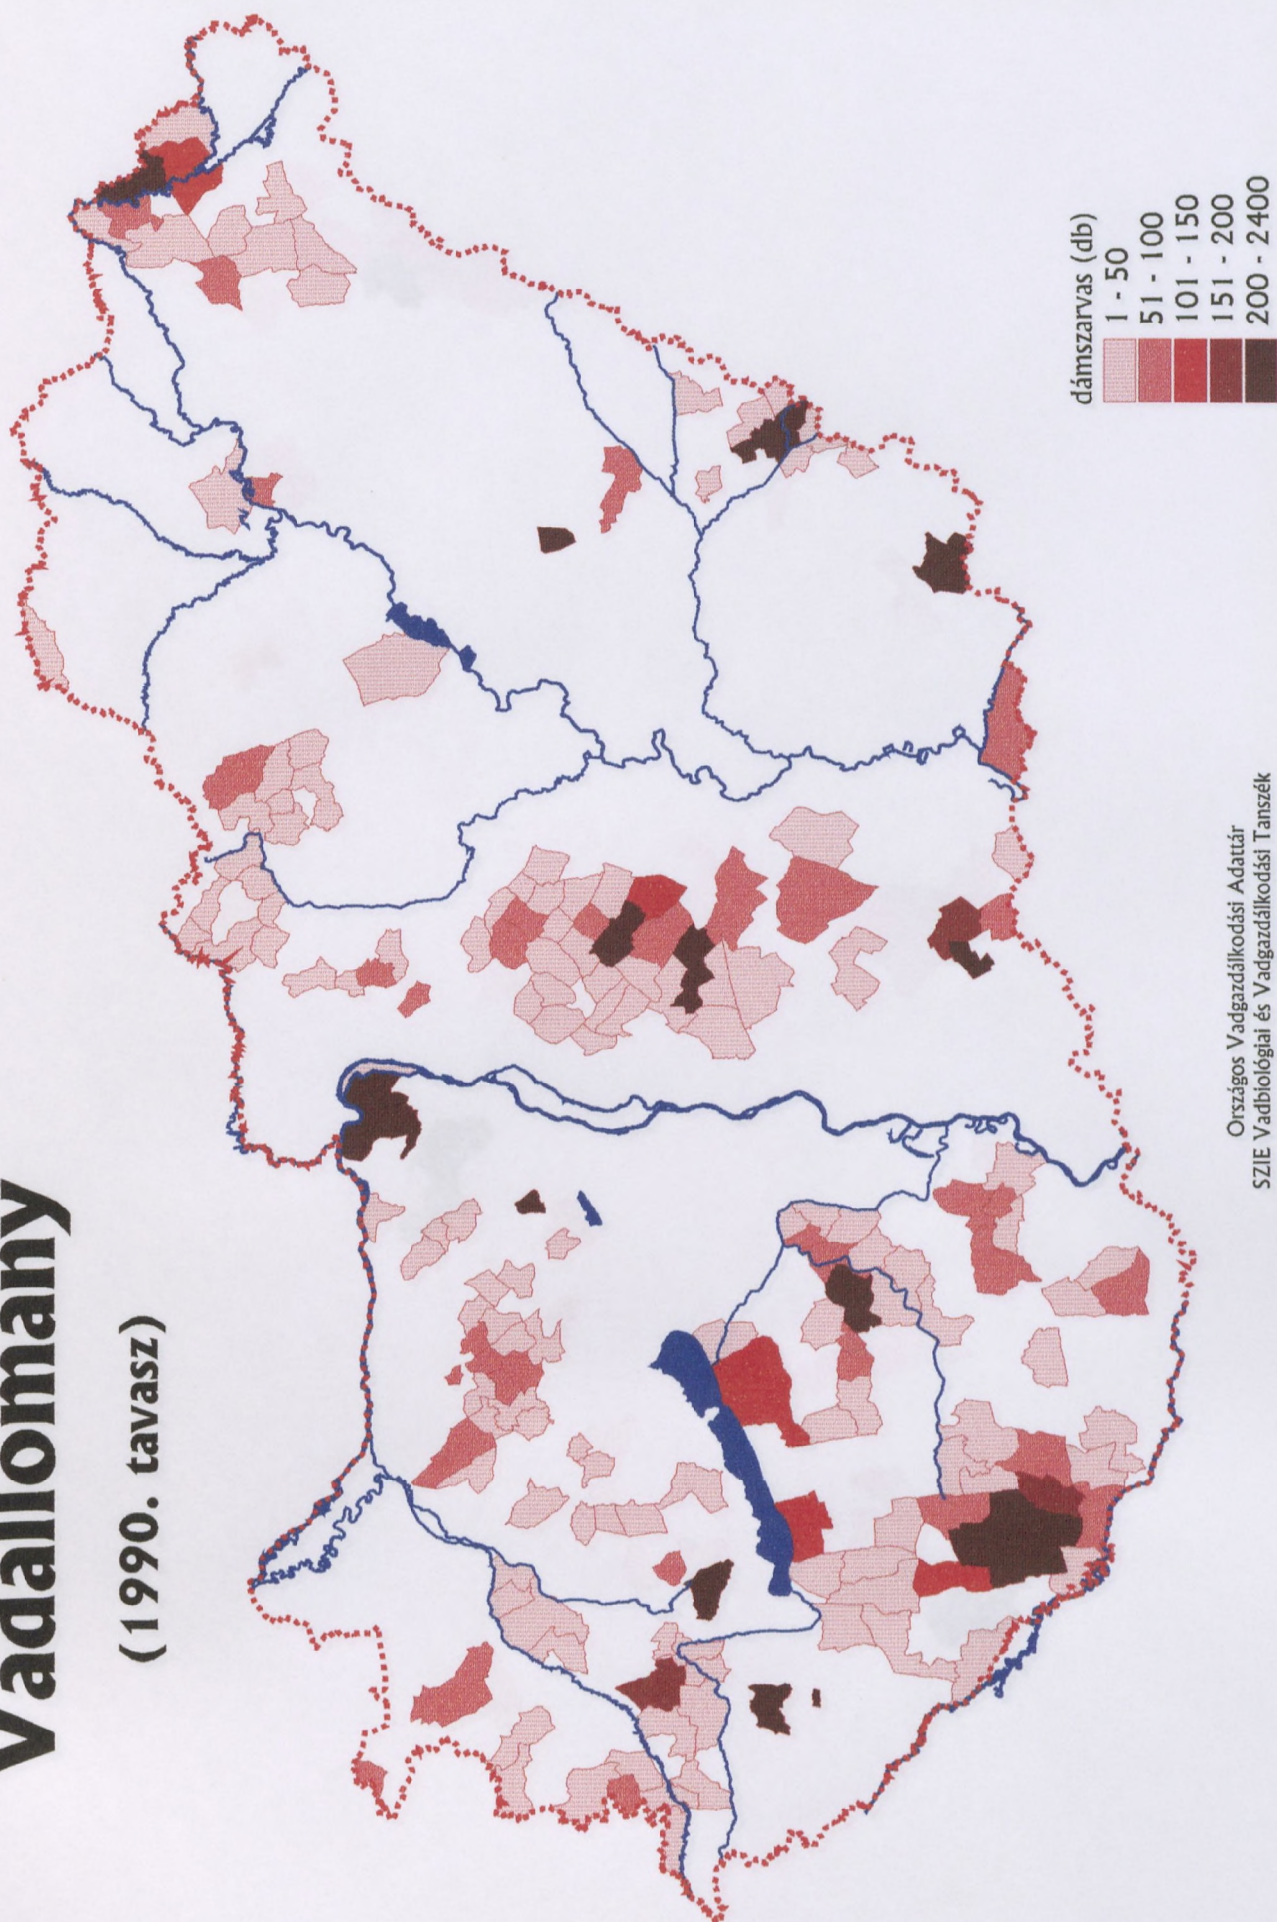 Vadállomány
(1990. tavasz)
dámszarvas (db)
1 - 50
51 - 100
101 - 150
151 - 200
200 - 2400
Országos Vadgazdálkodási Adattár
SZIE Vadbiológiai és Vadgazdálkodási Tanszék